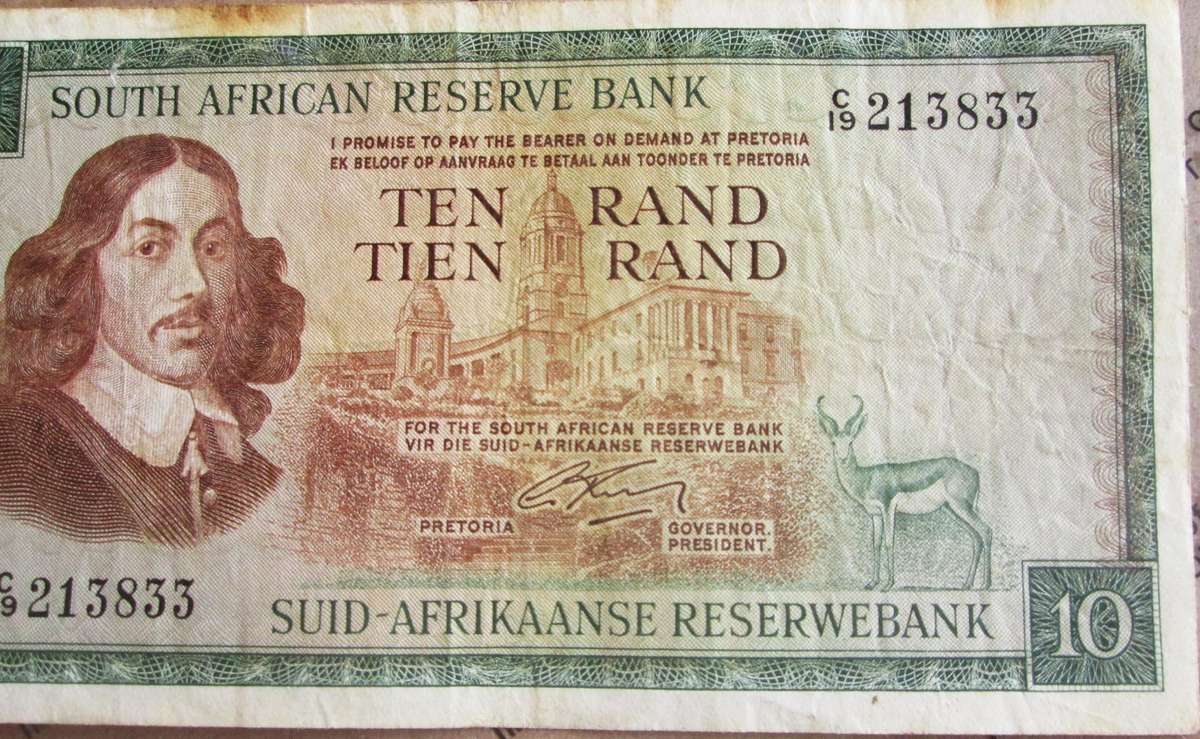 SOUTH AFRICAN RESERVE BANK
C/19 213833
I PROMISE TO PAY THE BEARER ON DEMAND AT PRETORIA
EK BELOOF OP AANVRAAG TE BETAAL AAN TOONDER TE PRETORIA
TEN RAND
TIEN RAND
FOR THE SOUTH AFRICAN RESERVE BANK
VIR DIE SUID-AFRIKAANSE RESERWEBANK
PRETORIA
GOVERNOR.
PRESIDENT.
C/9 213833
SUID-AFRIKAANSE RESERWEBANK
10